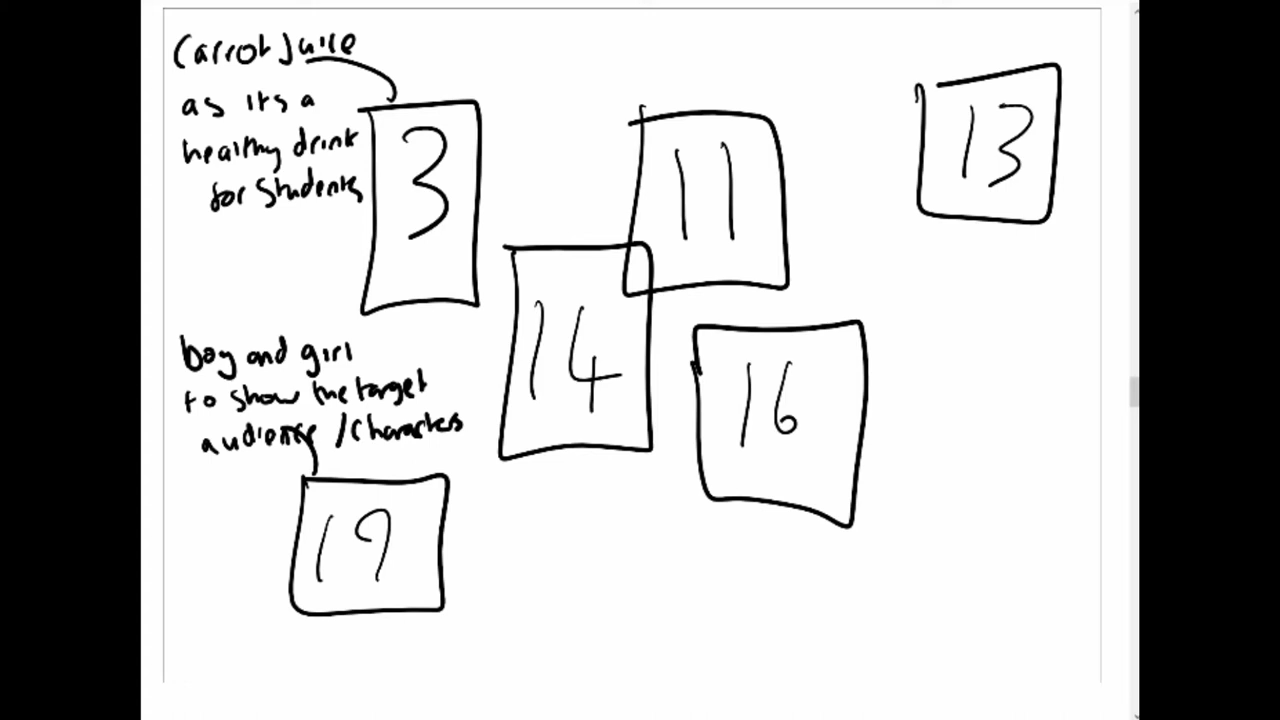 Carrot Juice
as its a
healthy drink
for students
3
11
13
14
16
boy and girl
to show the target
audience /characters
19